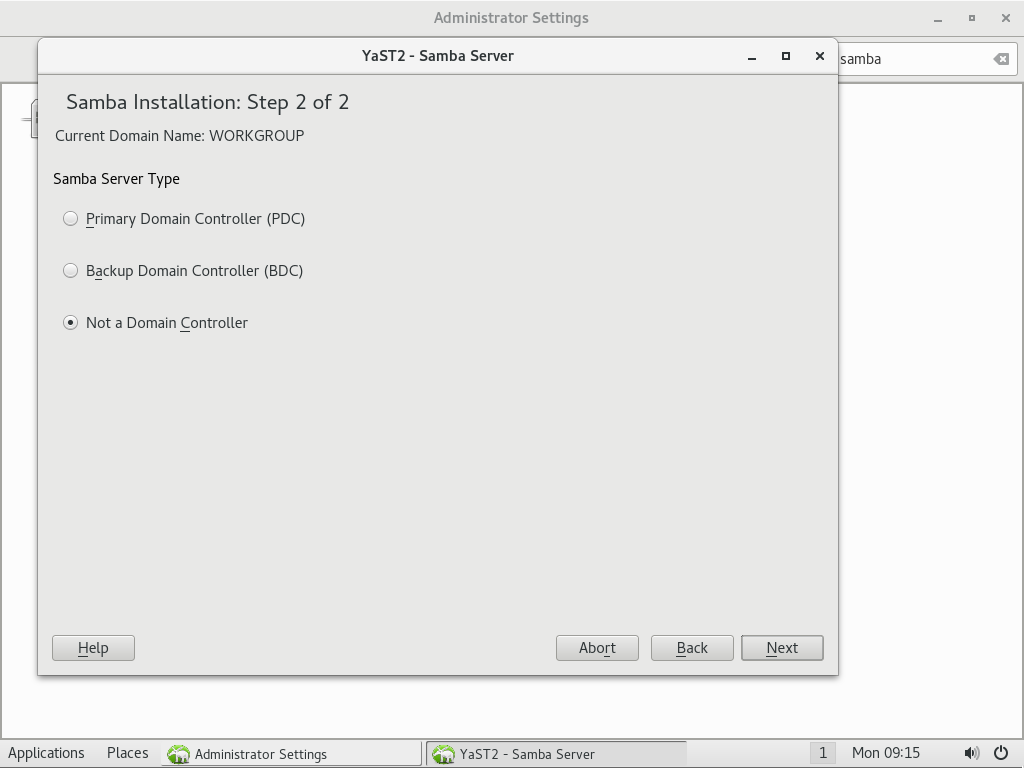 Administrator Settings
samba
YaST2 - Samba Server
Samba Installation: Step 2 of 2
Current Domain Name: WORKGROUP
Samba Server Type
Primary Domain Controller (PDC)
Backup Domain Controller (BDC)
Not a Domain Controller
Help Abort Back Next
Applications Places Administrator Settings YaST2 - Samba Server 1 Mon 09:15